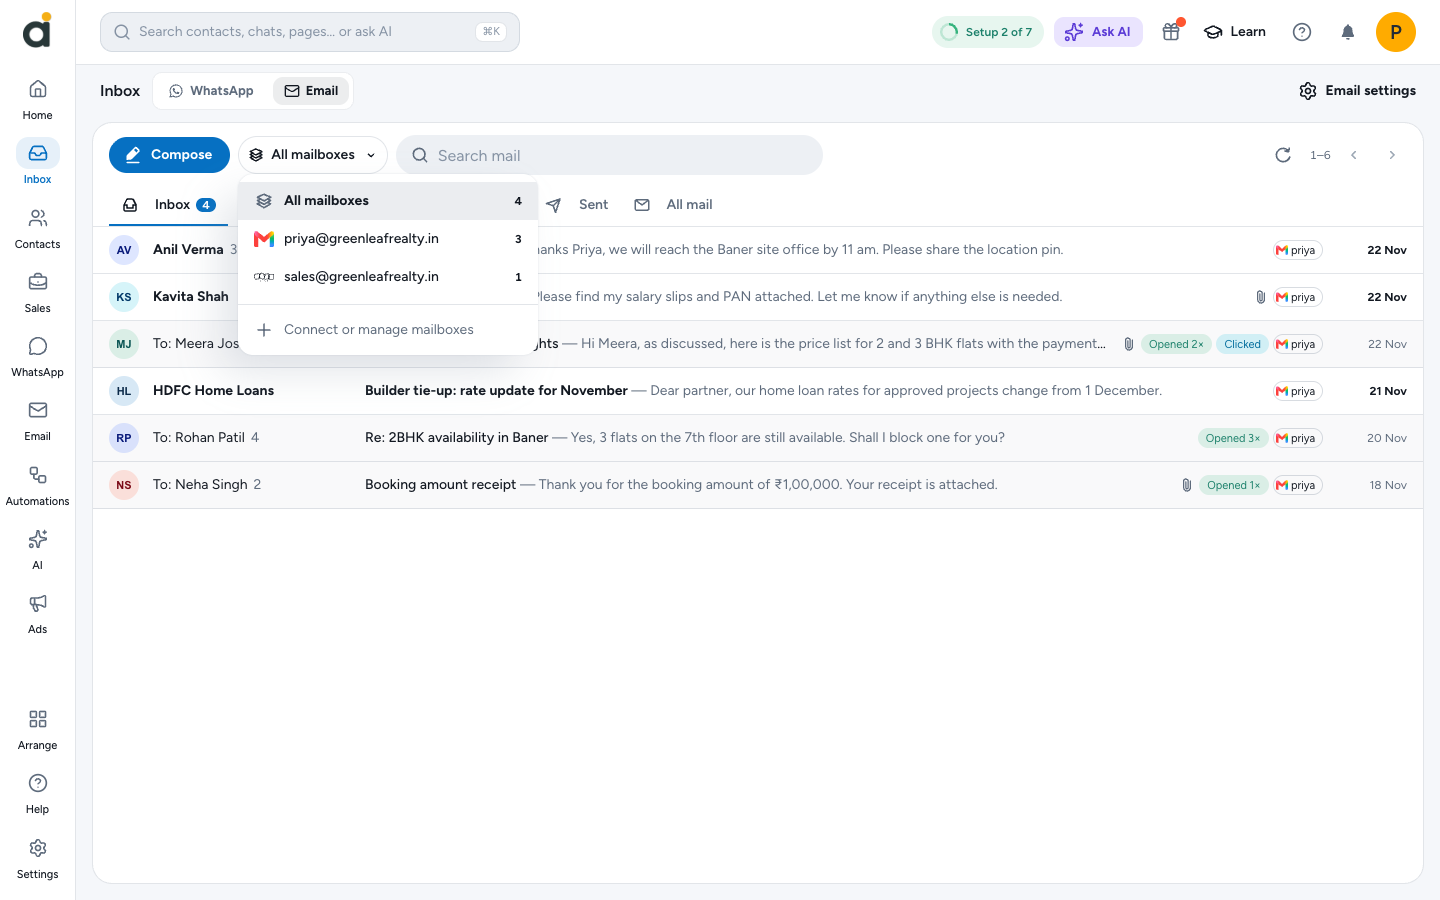 Search contacts, chats, pages... or ask AI
⌘K
Setup 2 of 7
Ask AI
Learn
P
Home
Inbox
Contacts
Sales
WhatsApp
Email
Automations
AI
Ads
Arrange
Help
Settings
Inbox
WhatsApp
Email
Email settings
Compose
All mailboxes
Search mail
1–6
Inbox 4
Sent
All mail
All mailboxes 4
priya@greenleafrealty.in 3
sales@greenleafrealty.in 1
Connect or manage mailboxes
AV Anil Verma 3 hanks Priya, we will reach the Baner site office by 11 am. Please share the location pin. priya 22 Nov
KS Kavita Shah Please find my salary slips and PAN attached. Let me know if anything else is needed. priya 22 Nov
MJ To: Meera Jos ghts — Hi Meera, as discussed, here is the price list for 2 and 3 BHK flats with the payment... Opened 2× Clicked priya 22 Nov
HL HDFC Home Loans Builder tie-up: rate update for November — Dear partner, our home loan rates for approved projects change from 1 December. priya 21 Nov
RP To: Rohan Patil 4 Re: 2BHK availability in Baner — Yes, 3 flats on the 7th floor are still available. Shall I block one for you? Opened 3× priya 20 Nov
NS To: Neha Singh 2 Booking amount receipt — Thank you for the booking amount of ₹1,00,000. Your receipt is attached. Opened 1× priya 18 Nov